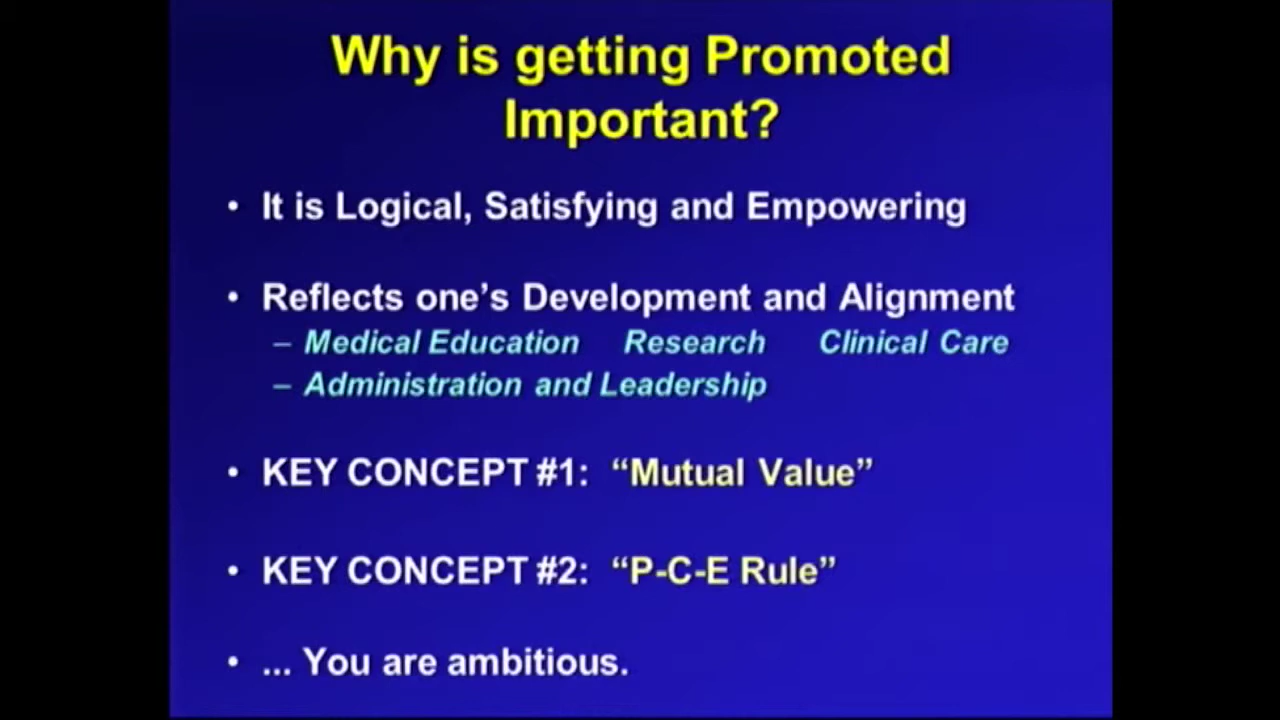 Why is getting Promoted
Important?
• It is Logical, Satisfying and Empowering
• Reflects one’s Development and Alignment
– Medical Education Research Clinical Care
– Administration and Leadership
• KEY CONCEPT #1: “Mutual Value”
• KEY CONCEPT #2: “P-C-E Rule”
• ... You are ambitious.